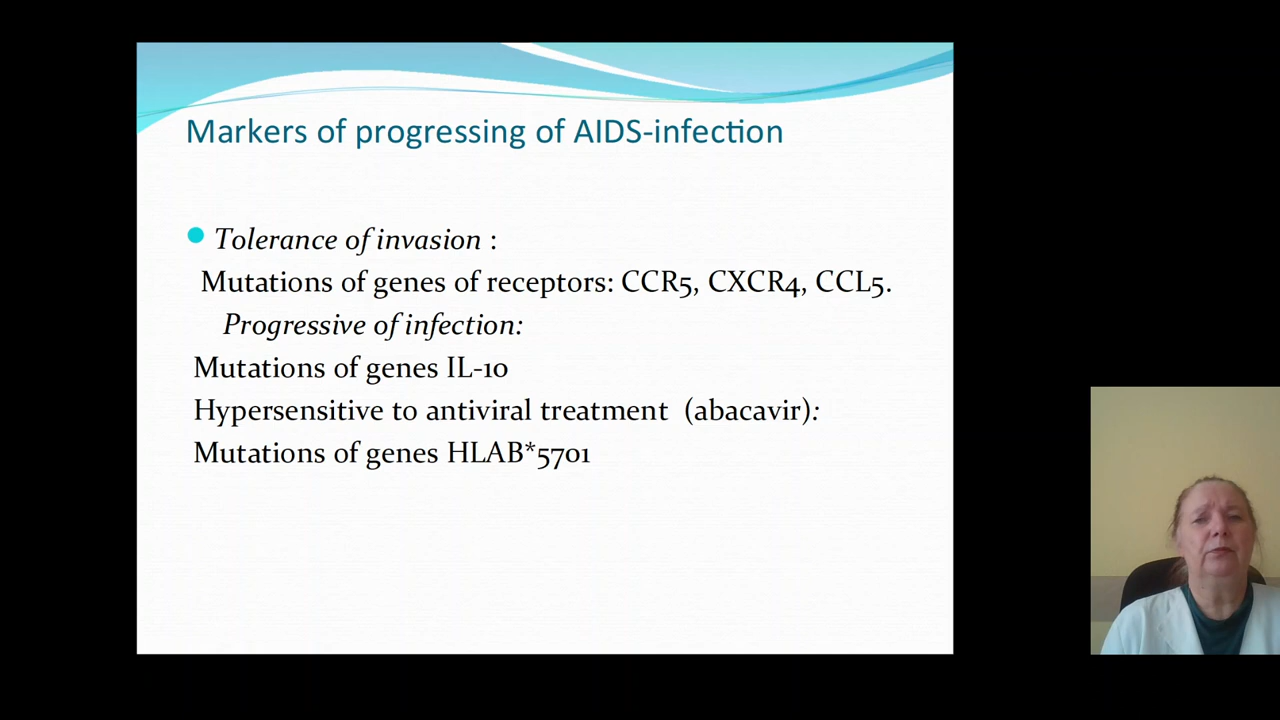 Markers of progressing of AIDS-infection
Tolerance of invasion :
Mutations of genes of receptors: CCR5, CXCR4, CCL5.
Progressive of infection:
Mutations of genes IL-10
Hypersensitive to antiviral treatment (abacavir):
Mutations of genes HLAB*5701